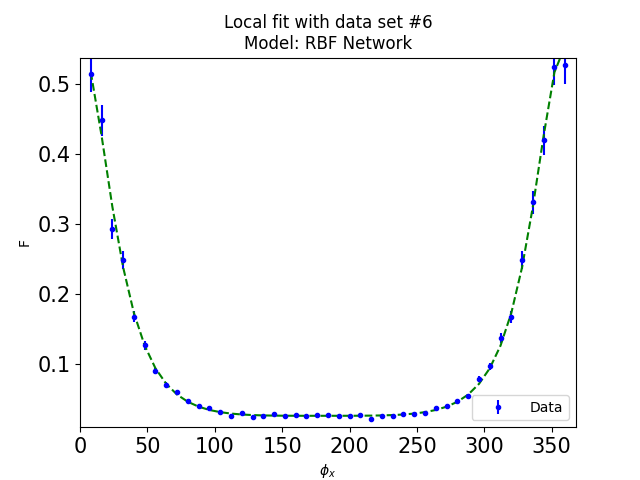 Local fit with data set #6
Model: RBF Network
F
0.5
0.4
0.3
0.2
0.1
0 50 100 150 200 250 300 350
ϕx
Data